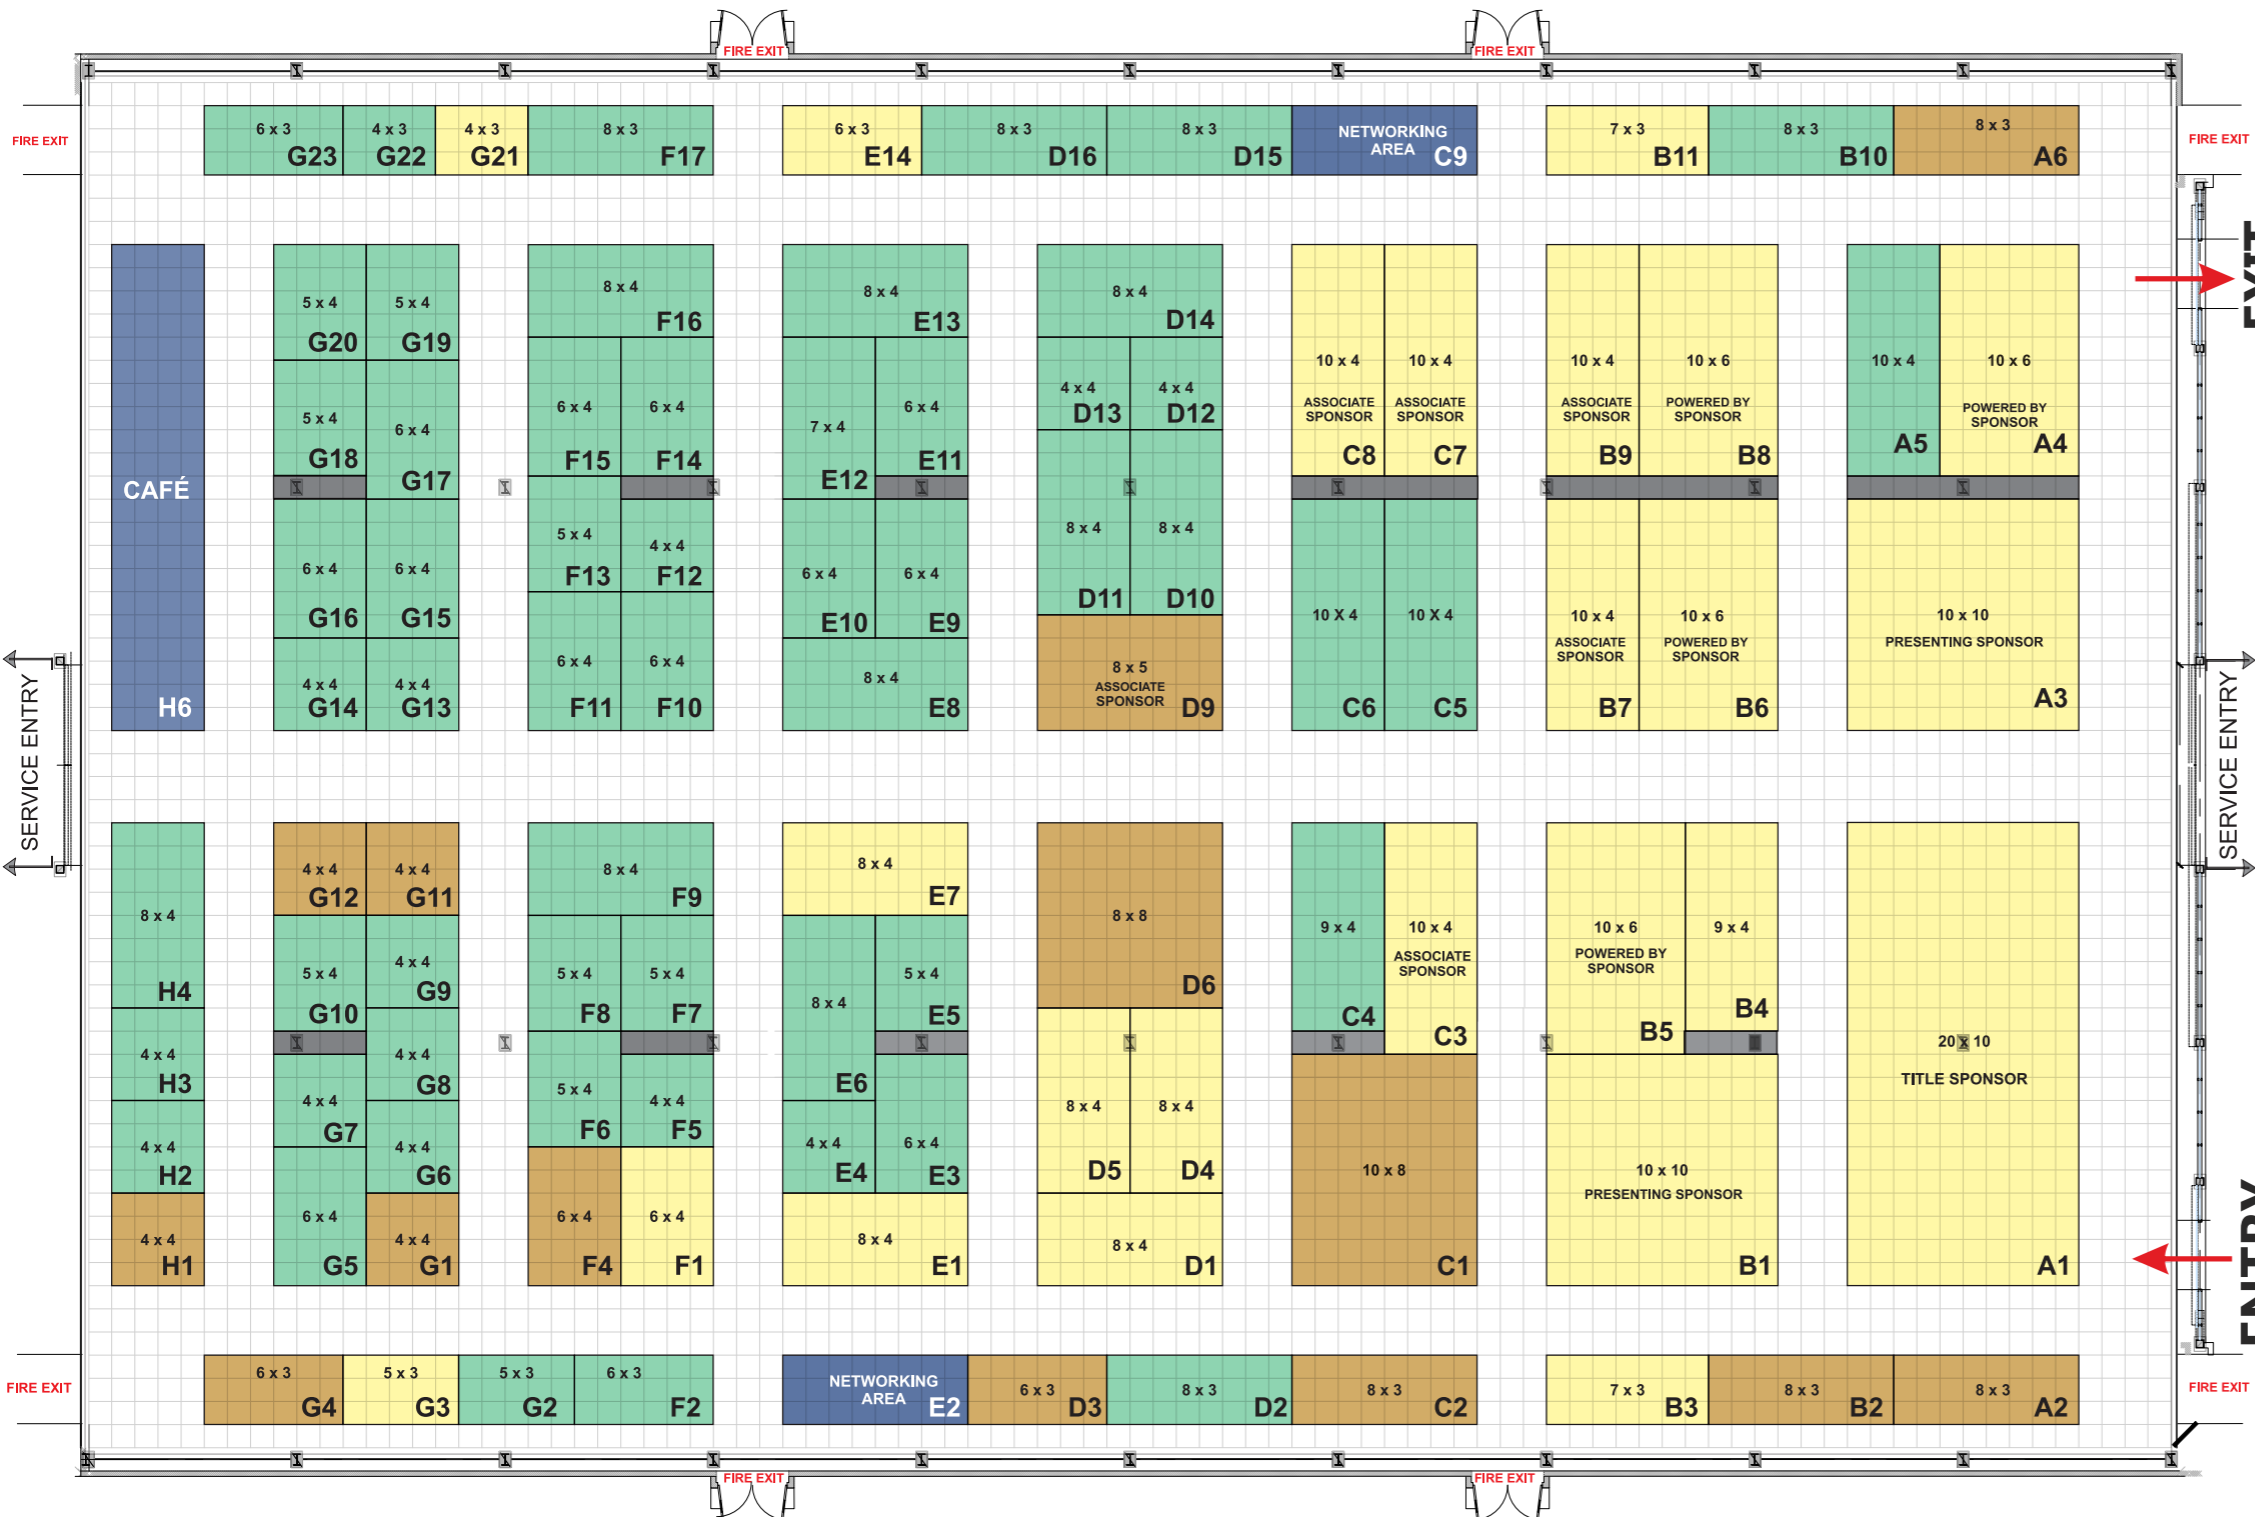 FIRE EXIT
FIRE EXIT
FIRE EXIT
6 x 3
G23
4 x 3
G22
4 x 3
G21
8 x 3
F17
6 x 3
E14
8 x 3
D16
8 x 3
D15
NETWORKING
AREA C9
7 x 3
B11
8 x 3
B10
8 x 3
A6
FIRE EXIT
EXIT
CAFÉ
H6
5 x 4
G20
5 x 4
G19
5 x 4
G18
6 x 4
G17
6 x 4
G16
6 x 4
G15
4 x 4
G14
4 x 4
G13
8 x 4
F16
6 x 4
F15
6 x 4
F14
5 x 4
F13
4 x 4
F12
6 x 4
F11
6 x 4
F10
8 x 4
E13
7 x 4
E12
6 x 4
E11
6 x 4
E10
6 x 4
E9
8 x 4
E8
8 x 4
D14
4 x 4
D13
4 x 4
D12
8 x 4
D11
8 x 4
D10
8 x 5
ASSOCIATE
SPONSOR
D9
10 x 4
ASSOCIATE
SPONSOR
C8
10 x 4
ASSOCIATE
SPONSOR
C7
10 X 4
C6
10 X 4
C5
10 x 4
ASSOCIATE
SPONSOR
B9
10 x 6
POWERED BY
SPONSOR
B8
10 x 4
ASSOCIATE
SPONSOR
B7
10 x 6
POWERED BY
SPONSOR
B6
10 x 4
A5
10 x 6
POWERED BY
SPONSOR
A4
10 x 10
PRESENTING SPONSOR
A3
SERVICE ENTRY
SERVICE ENTRY
8 x 4
H4
4 x 4
H3
4 x 4
H2
4 x 4
H1
4 x 4
G12
4 x 4
G11
5 x 4
G10
4 x 4
G9
4 x 4
G8
4 x 4
G7
4 x 4
G6
6 x 4
G5
4 x 4
G1
8 x 4
F9
5 x 4
F8
5 x 4
F7
5 x 4
F6
4 x 4
F5
6 x 4
F4
6 x 4
F1
8 x 4
E7
8 x 4
E6
5 x 4
E5
4 x 4
E4
6 x 4
E3
8 x 4
E1
8 x 8
D6
8 x 4
D5
8 x 4
D4
8 x 4
D1
9 x 4
C4
10 x 4
ASSOCIATE
SPONSOR
C3
10 x 8
C1
10 x 6
POWERED BY
SPONSOR
B5
9 x 4
B4
10 x 10
PRESENTING SPONSOR
B1
20 x 10
TITLE SPONSOR
A1
ENTRY
FIRE EXIT
6 x 3
G4
5 x 3
G3
5 x 3
G2
6 x 3
F2
NETWORKING
AREA E2
6 x 3
D3
8 x 3
D2
8 x 3
C2
7 x 3
B3
8 x 3
B2
8 x 3
A2
FIRE EXIT
FIRE EXIT
FIRE EXIT